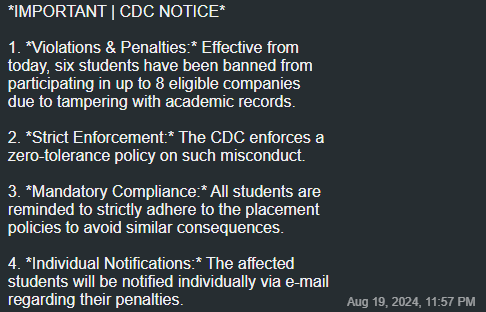 *IMPORTANT | CDC NOTICE*
1. *Violations & Penalties:* Effective from
today, six students have been banned from
participating in up to 8 eligible companies
due to tampering with academic records.
2. *Strict Enforcement:* The CDC enforces a
zero-tolerance policy on such misconduct.
3. *Mandatory Compliance:* All students are
reminded to strictly adhere to the placement
policies to avoid similar consequences.
4. *Individual Notifications:* The affected
students will be notified individually via e-mail
regarding their penalties.
Aug 19, 2024, 11:57 PM